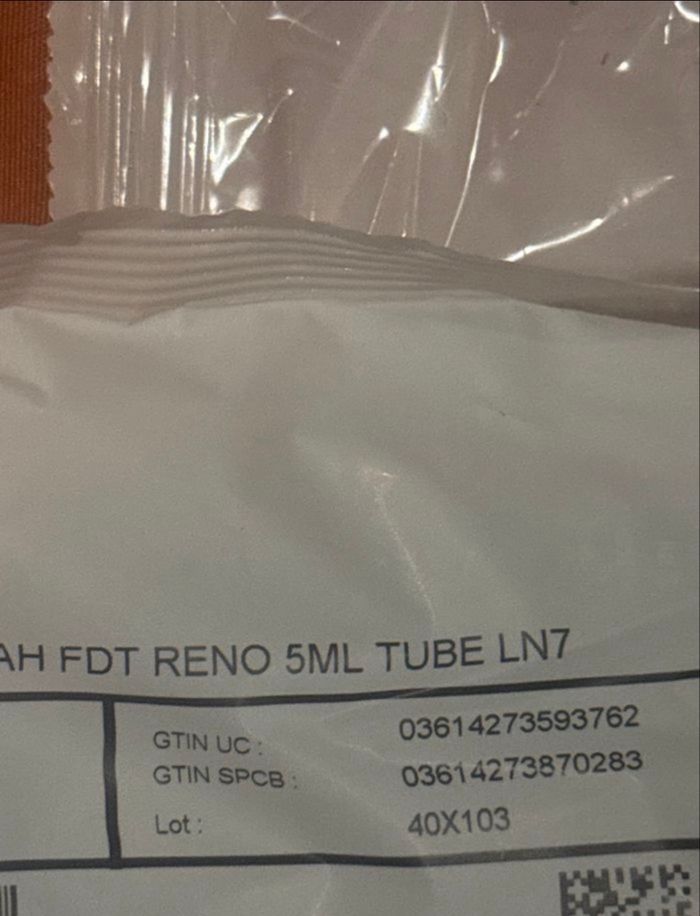 AH FDT RENO 5ML TUBE LN7
GTIN UC : 03614273593762
GTIN SPCB : 03614273870283
Lot : 40X103